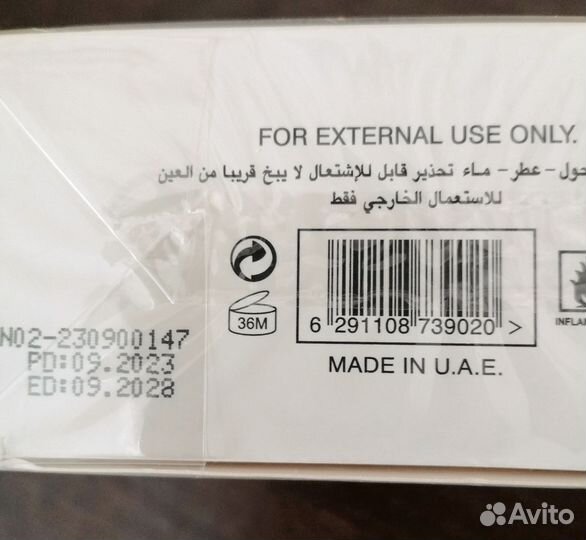 FOR EXTERNAL USE ONLY.
حول - عطر - ماء تحذير قابل للإشتعال لا يبخ قريبا من العين
للاستعمال الخارجي فقط
36M
6 291108 739020 >
MADE IN U.A.E.
N02-230900147
PD:09.2023
ED:09.2028
Avito